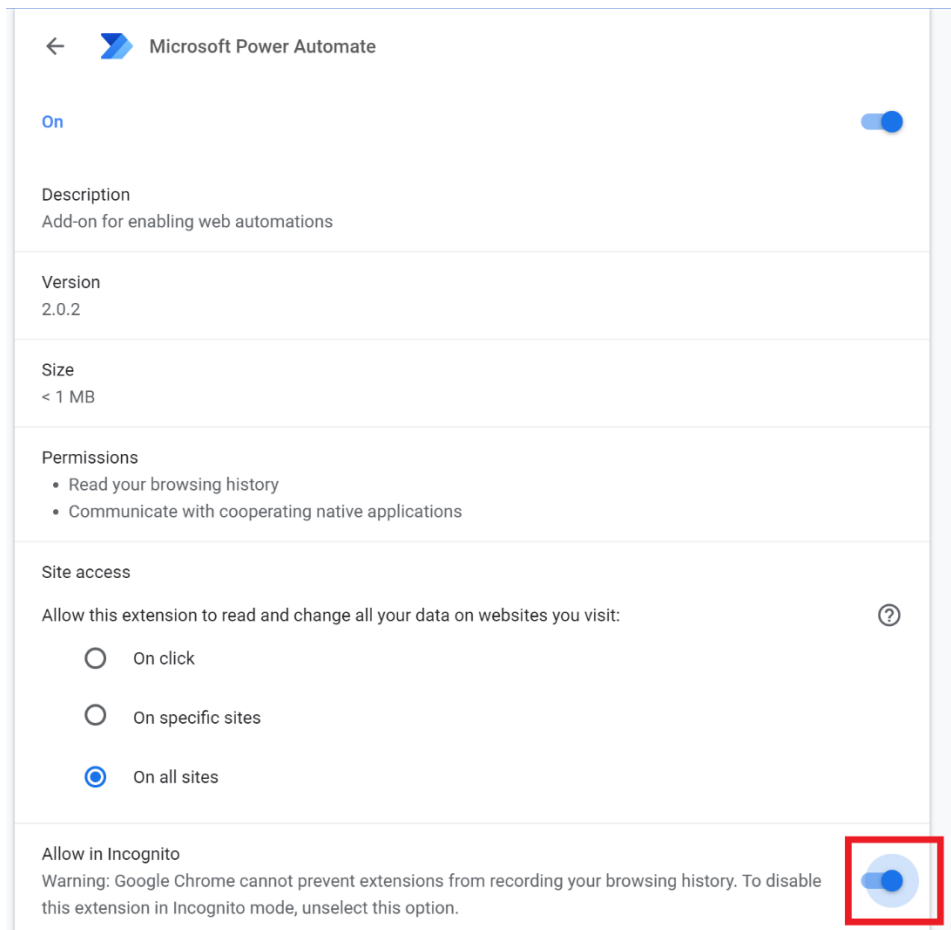 Microsoft Power Automate
On
Description
Add-on for enabling web automations
Version
2.0.2
Size
< 1 MB
Permissions
• Read your browsing history
• Communicate with cooperating native applications
Site access
Allow this extension to read and change all your data on websites you visit:
On click
On specific sites
On all sites
Allow in Incognito
Warning: Google Chrome cannot prevent extensions from recording your browsing history. To disable
this extension in Incognito mode, unselect this option.